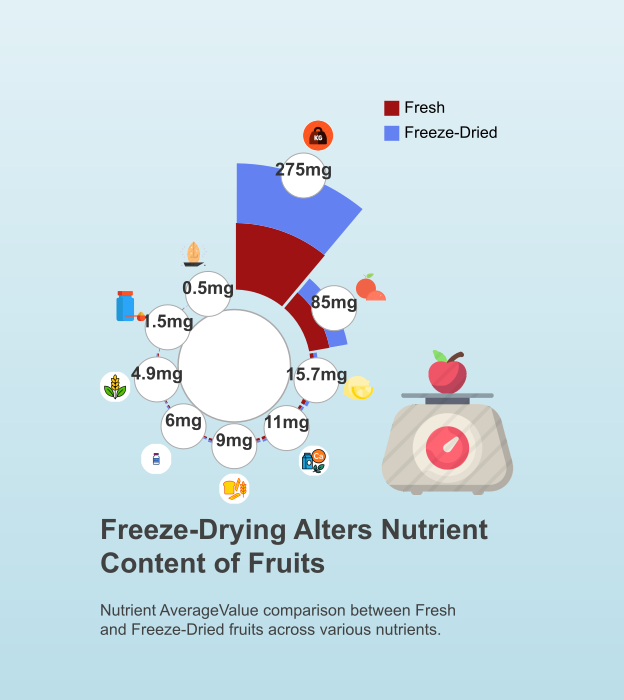 Fresh
Freeze-Dried
KG
275mg
0.5mg
85mg
1.5mg
4.9mg
15.7mg
6mg
11mg
9mg
Ca
Freeze-Drying Alters Nutrient
Content of Fruits
Nutrient AverageValue comparison between Fresh
and Freeze-Dried fruits across various nutrients.